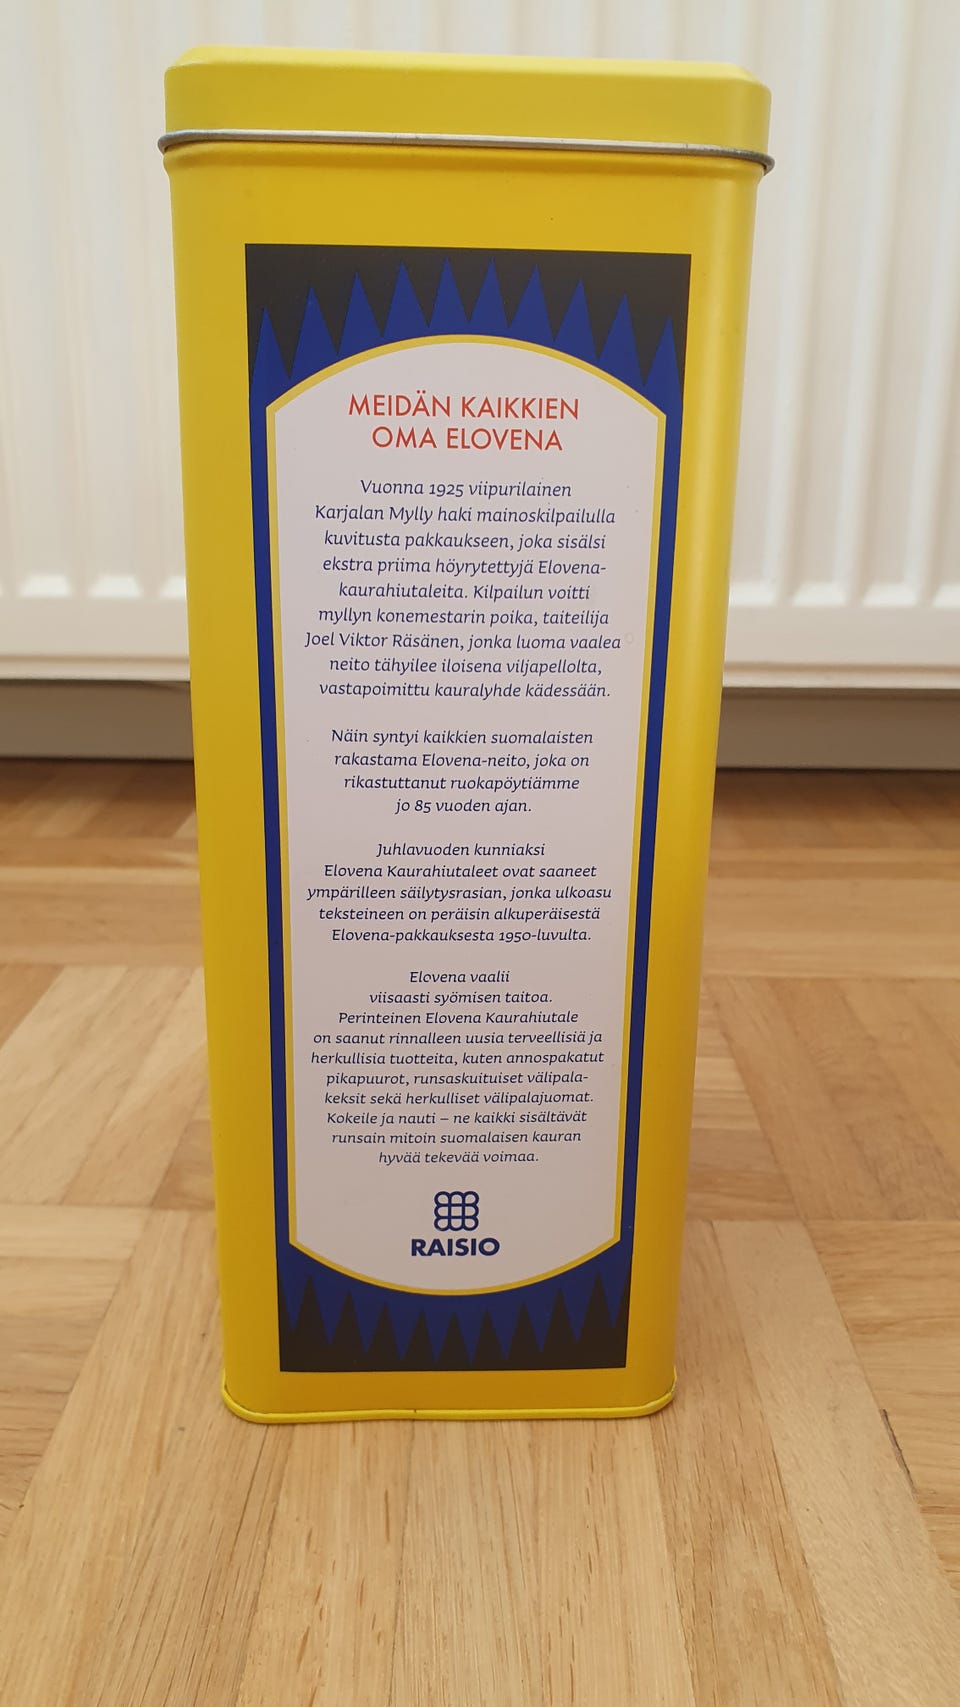 MEIDÄN KAIKKIEN
OMA ELOVENA
Vuonna 1925 viipurilainen
Karjalan Mylly haki mainoskilpailulla
kuvitusta pakkaukseen, joka sisälsi
ekstra priima höyrytettyjä Elovena-
kaurahiutaleita. Kilpailun voitti
myllyn konemestarin poika, taiteilija
Joel Viktor Räsänen, jonka luoma vaalea
neito tähyilee iloisena viljapellolta,
vastapoimittu kauralyhde kädessään.
Näin syntyi kaikkien suomalaisten
rakastama Elovena-neito, joka on
rikastuttanut ruokapöytiämme
jo 85 vuoden ajan.
Juhlavuoden kunniaksi
Elovena Kaurahiutaleet ovat saaneet
ympärilleen säilytysrasian, jonka ulkoasu
teksteineen on peräisin alkuperäisestä
Elovena-pakkauksesta 1950-luvulta.
Elovena vaalii
viisaasti syömisen taitoa.
Perinteinen Elovena Kaurahiutale
on saanut rinnalleen uusia terveellisiä ja
herkullisia tuotteita, kuten annospakatut
pikapuurot, runsaskuituiset välipala-
keksit sekä herkulliset välipalajuomat.
Kokeile ja nauti – ne kaikki sisältävät
runsain mitoin suomalaisen kauran
hyvää tekevää voimaa.
RAISIO